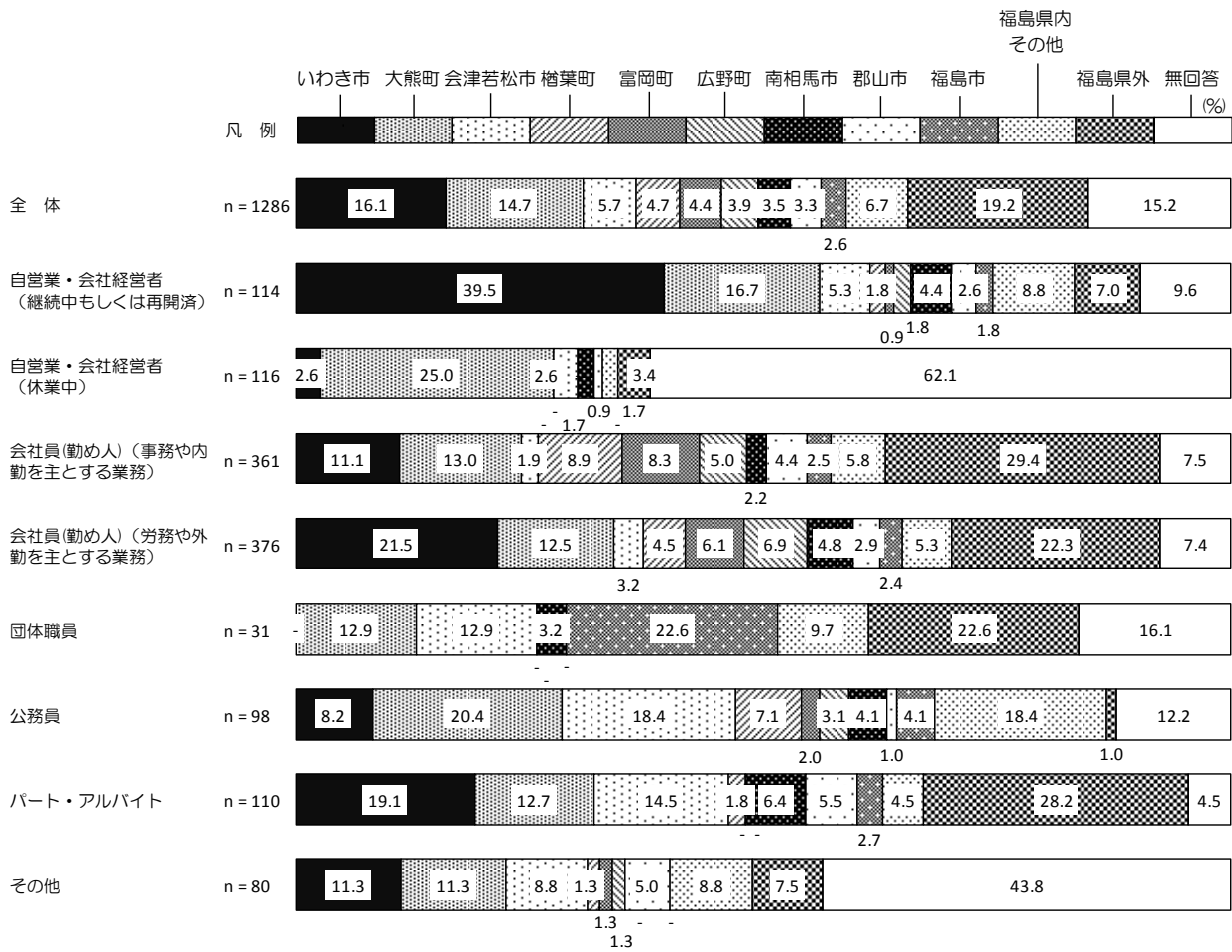 福島県内
その他
いわき市 大熊町 会津若松市 楢葉町 富岡町 広野町 南相馬市 郡山市 福島市 福島県外 無回答
(%)
凡 例
全 体 n = 1286 16.1 14.7 5.7 4.7 4.4 3.9 3.5 3.3 6.7 19.2 15.2
2.6
自営業・会社経営者
（継続中もしくは再開済） n = 114 39.5 16.7 5.3 1.8 4.4 2.6 8.8 7.0 9.6
0.9 1.8 1.8
自営業・会社経営者
（休業中） n = 116 2.6 25.0 2.6 3.4 62.1
- - 1.7 0.9 - 1.7
会社員(勤め人)（事務や内
勤を主とする業務） n = 361 11.1 13.0 1.9 8.9 8.3 5.0 4.4 2.5 5.8 29.4 7.5
2.2
会社員(勤め人)（労務や外
勤を主とする業務） n = 376 21.5 12.5 4.5 6.1 6.9 4.8 2.9 5.3 22.3 7.4
3.2 2.4
団体職員 n = 31 - 12.9 12.9 3.2 22.6 9.7 22.6 16.1
- - -
公務員 n = 98 8.2 20.4 18.4 7.1 3.1 4.1 4.1 18.4 12.2
2.0 1.0 1.0
パート・アルバイト n = 110 19.1 12.7 14.5 1.8 6.4 5.5 4.5 28.2 4.5
- - 2.7
その他 n = 80 11.3 11.3 8.8 1.3 5.0 8.8 7.5 43.8
1.3 1.3 - -